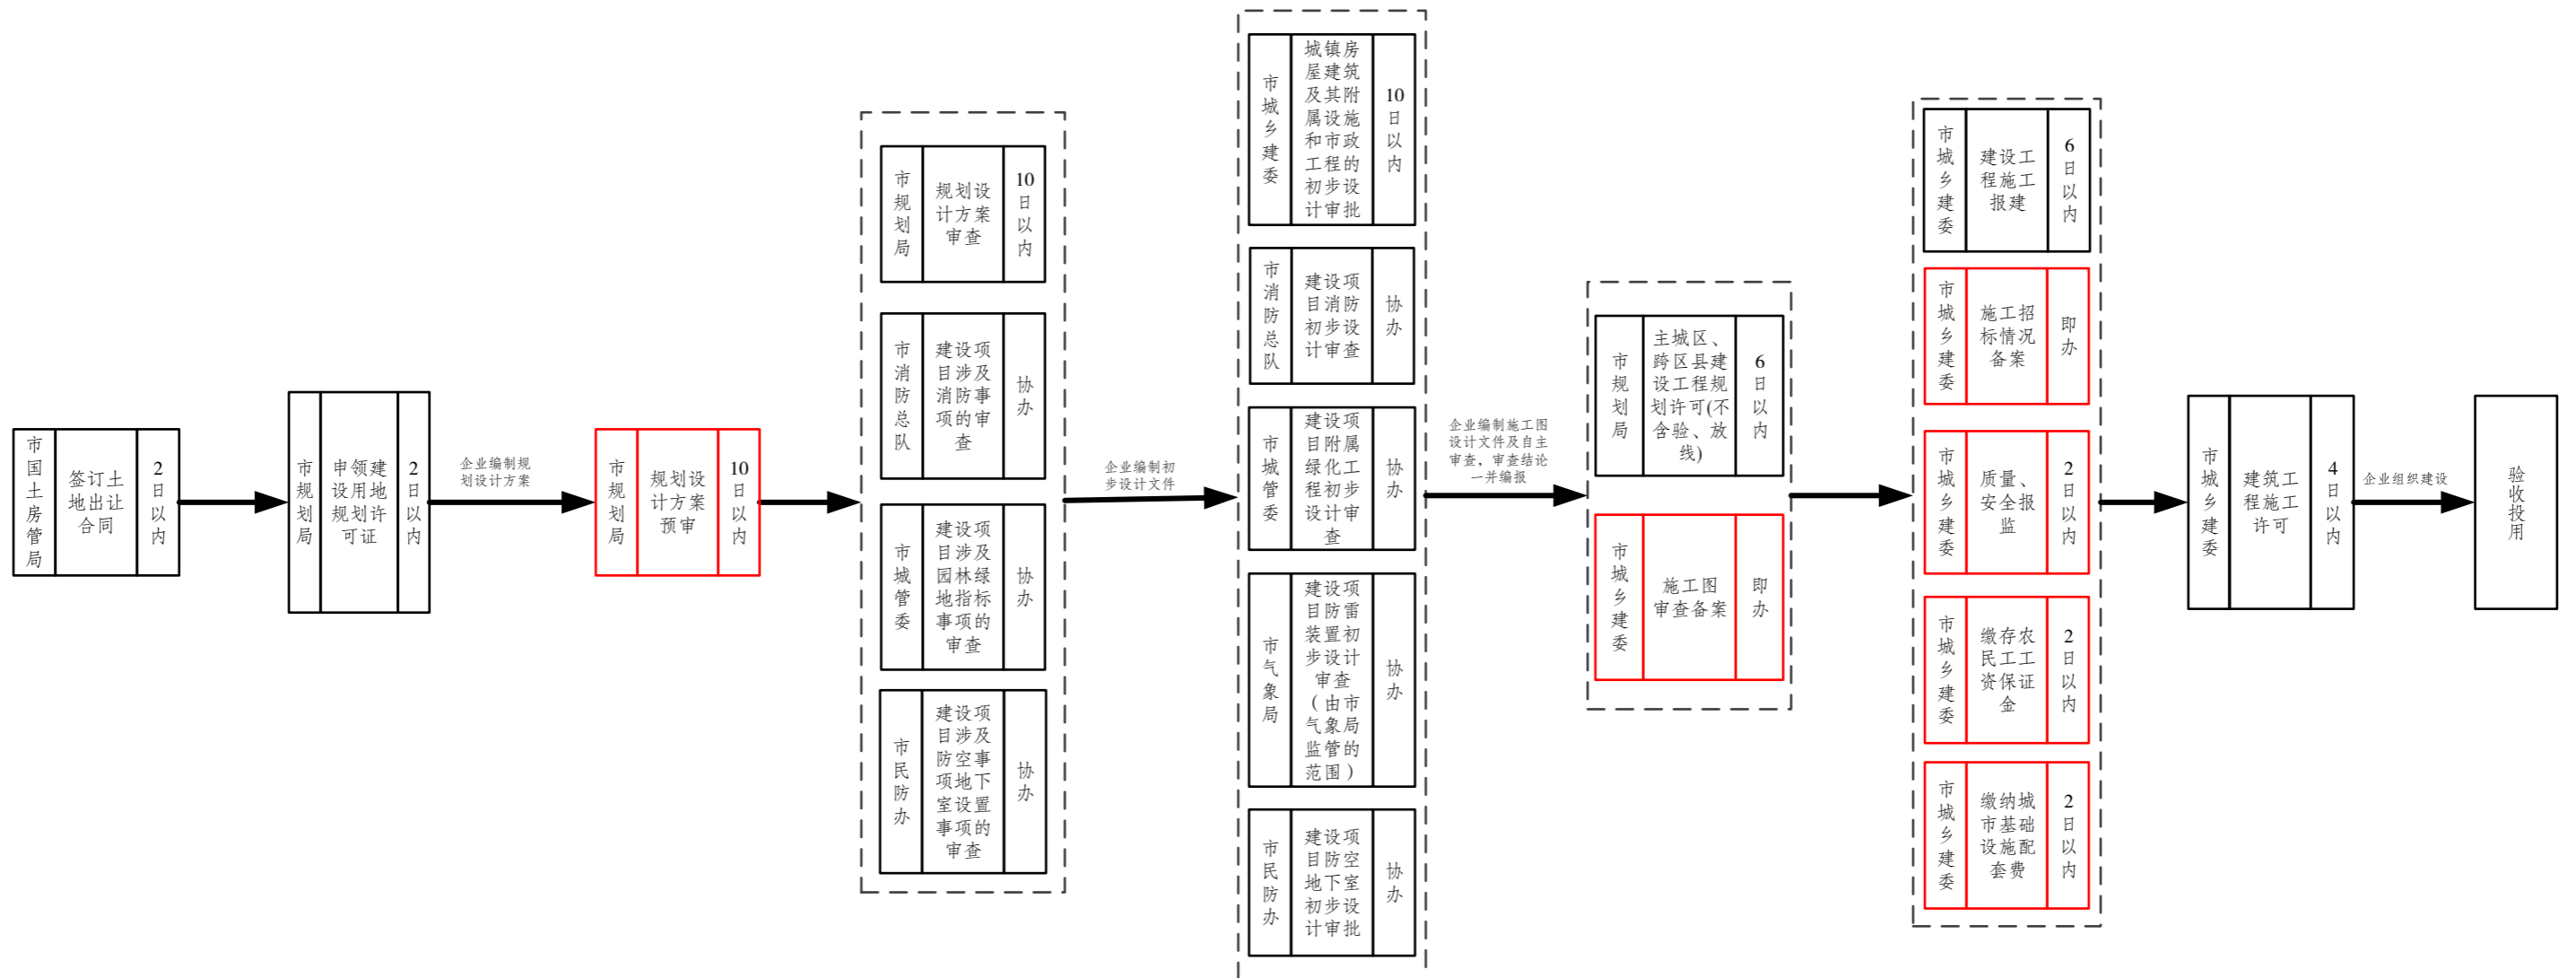 市
国
土
房
管
局
签订土
地出让
合同
2
日
以
内
市
规
划
局
申领建
设用地
规划许
可证
2
日
以
内
企业编制规
划设计方案
市
规
划
局
规划设
计方案
预审
10
日
以
内
市
规
划
局
规划设
计方案
审查
10
日
以
内
市
消
防
总
队
建设项
目涉及
消防事
项的审
查
协
办
市
城
管
委
建设项
目涉及
园林绿
地指标
事项的
审查
协
办
市
民
防
办
建设项
目涉及
防空事
项地下
室设置
事项的
审查
协
办
企业编制初
步设计文件
市
城
乡
建
委
城镇房
屋建筑
及其附
属设施
和市政
工程的
初步设
计审批
10
日
以
内
市
消
防
总
队
建设项
目消防
初步设
计审查
协
办
市
城
管
委
建设项
目附属
绿化工
程初步
设计审
查
协
办
市
气
象
局
建设项
目防雷
装置初
步设计
审查
(由市
气象局
监管的
范围)
协
办
市
民
防
办
建设项
目防空
地下室
初步设
计审批
协
办
企业编制施工图
设计文件及自主
审查，审查结论
一并编报
市
规
划
局
主城区、
跨区县建
设工程规
划许可(不
含验、放
线)
6
日
以
内
市
城
乡
建
委
施工图
审查备案
即
办
市
城
乡
建
委
建设工
程施工
报建
6
日
以
内
市
城
乡
建
委
施工招
标情况
备案
即
办
市
城
乡
建
委
质量、
安全报
监
2
日
以
内
市
城
乡
建
委
缴存农
民工工
资保证
金
2
日
以
内
市
城
乡
建
委
缴纳城
市基础
设施配
套费
2
日
以
内
市
城
乡
建
委
建筑工
程施工
许可
4
日
以
内
企业组织建设
验
收
投
用